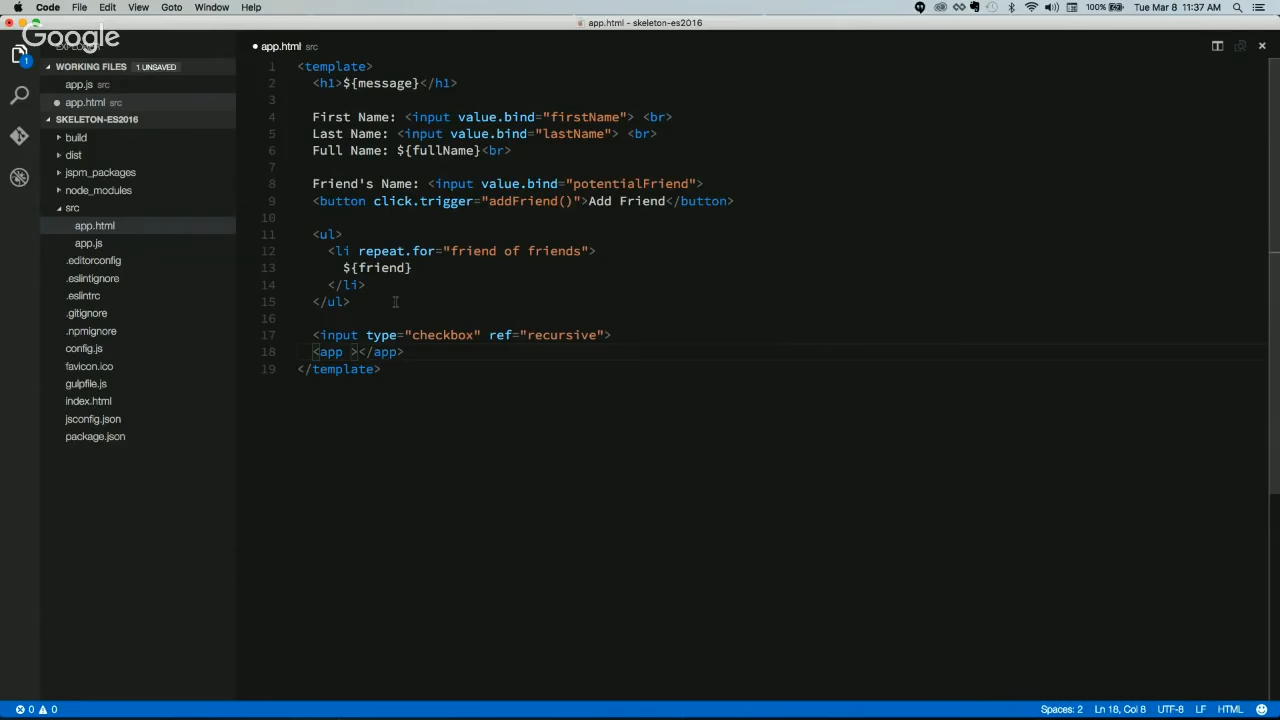 Code File Edit View Goto Window Help
100% Tue Mar 8 11:37 AM
app.html - skeleton-es2016
Google
WORKING FILES 1 UNSAVED
app.js src
app.html src
SKELETON-ES2016
build
dist
jspm_packages
node_modules
src
app.html
app.js
.editorconfig
.eslintignore
.eslintrc
.gitignore
.npmignore
config.js
favicon.ico
gulpfile.js
index.html
jsconfig.json
package.json
app.html src
1 <template>
2 <h1>${message}</h1>
3
4 First Name: <input value.bind="firstName"> <br>
5 Last Name: <input value.bind="lastName"> <br>
6 Full Name: ${fullName}<br>
7
8 Friend's Name: <input value.bind="potentialFriend">
9 <button click.trigger="addFriend()">Add Friend</button>
10
11 <ul>
12 <li repeat.for="friend of friends">
13 ${friend}
14 </li>
15 </ul>
16
17 <input type="checkbox" ref="recursive">
18 <app ></app>
19 </template>
1
0 0
Spaces: 2 Ln 18, Col 8 UTF-8 LF HTML